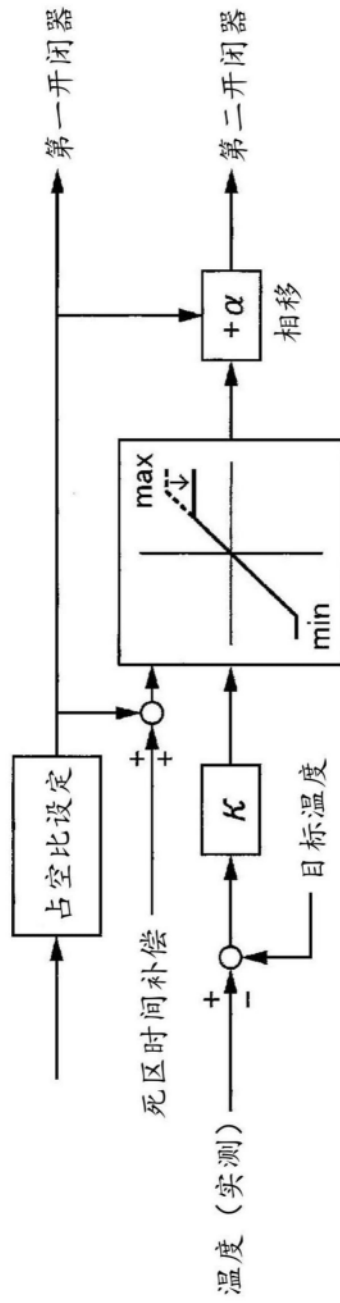 占空比设定
第一开闭器
死区时间补偿
+
+
max
min
+α
相移
第二开闭器
温度（实测）
+
−
K
目标温度